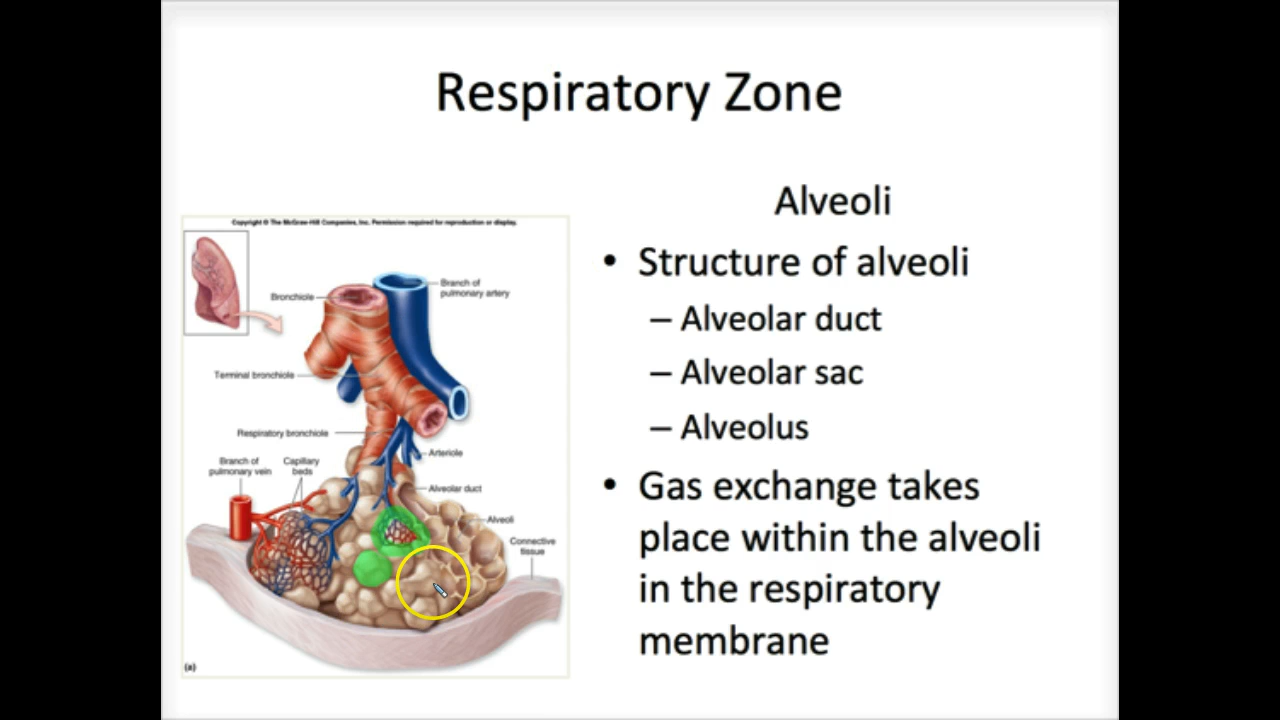 Respiratory Zone
Copyright © The McGraw-Hill Companies, Inc. Permission required for reproduction or display.
Bronchiole
Branch of
pulmonary artery
Terminal bronchiole
Respiratory bronchiole
Arteriole
Branch of
pulmonary vein
Capillary
beds
Alveolar duct
Alveoli
Connective
tissue
(a)
Alveoli
• Structure of alveoli
– Alveolar duct
– Alveolar sac
– Alveolus
• Gas exchange takes
place within the alveoli
in the respiratory
membrane